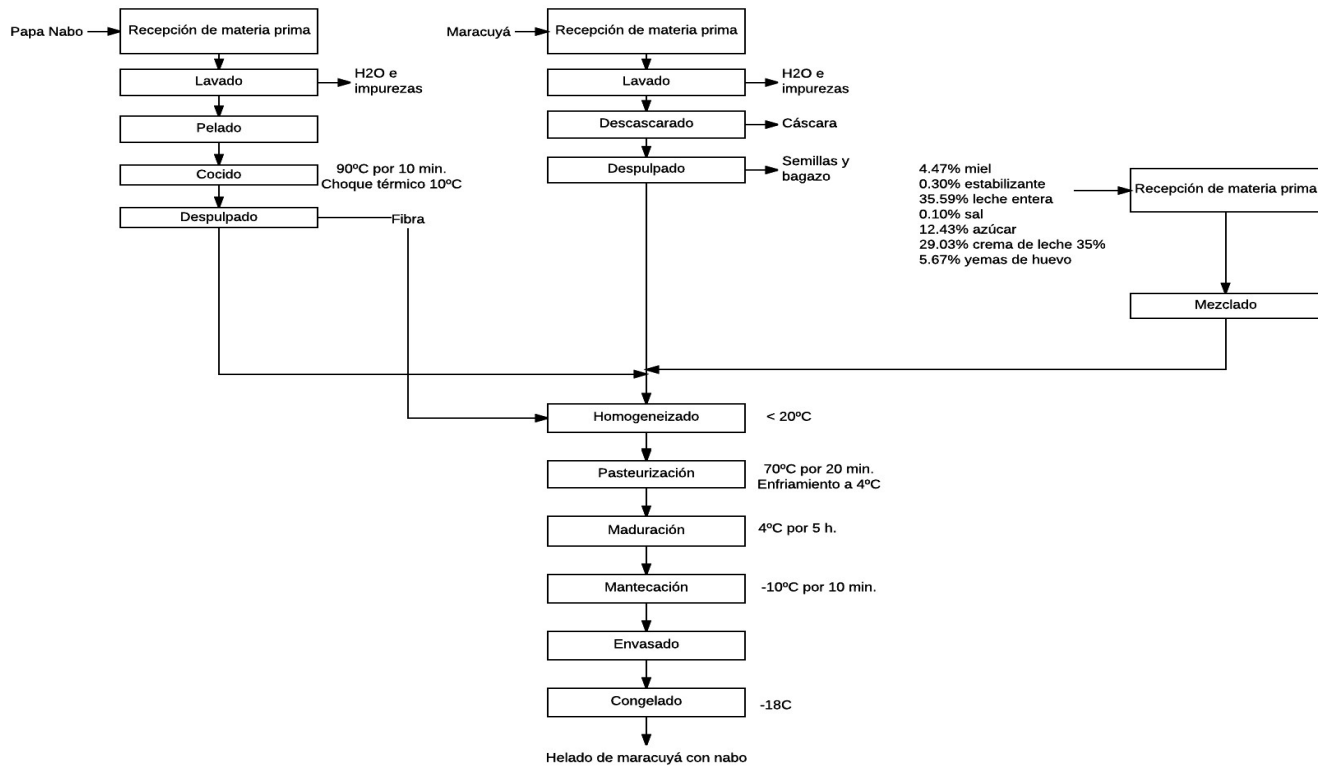 Papa Nabo
Recepción de materia prima
Lavado
H2O e
impurezas
Pelado
Cocido
90ºC por 10 min.
Choque térmico 10ºC
Despulpado
Fibra
Maracuyá
Recepción de materia prima
Lavado
H2O e
impurezas
Descascarado
Cáscara
Despulpado
Semillas y
bagazo
4.47% miel
0.30% estabilizante
35.59% leche entera
0.10% sal
12.43% azúcar
29.03% crema de leche 35%
5.67% yemas de huevo
Recepción de materia prima
Mezclado
Homogeneizado
< 20ºC
Pasteurización
70ºC por 20 min.
Enfriamiento a 4ºC
Maduración
4ºC por 5 h.
Mantecación
-10ºC por 10 min.
Envasado
Congelado
-18C
Helado de maracuyá con nabo